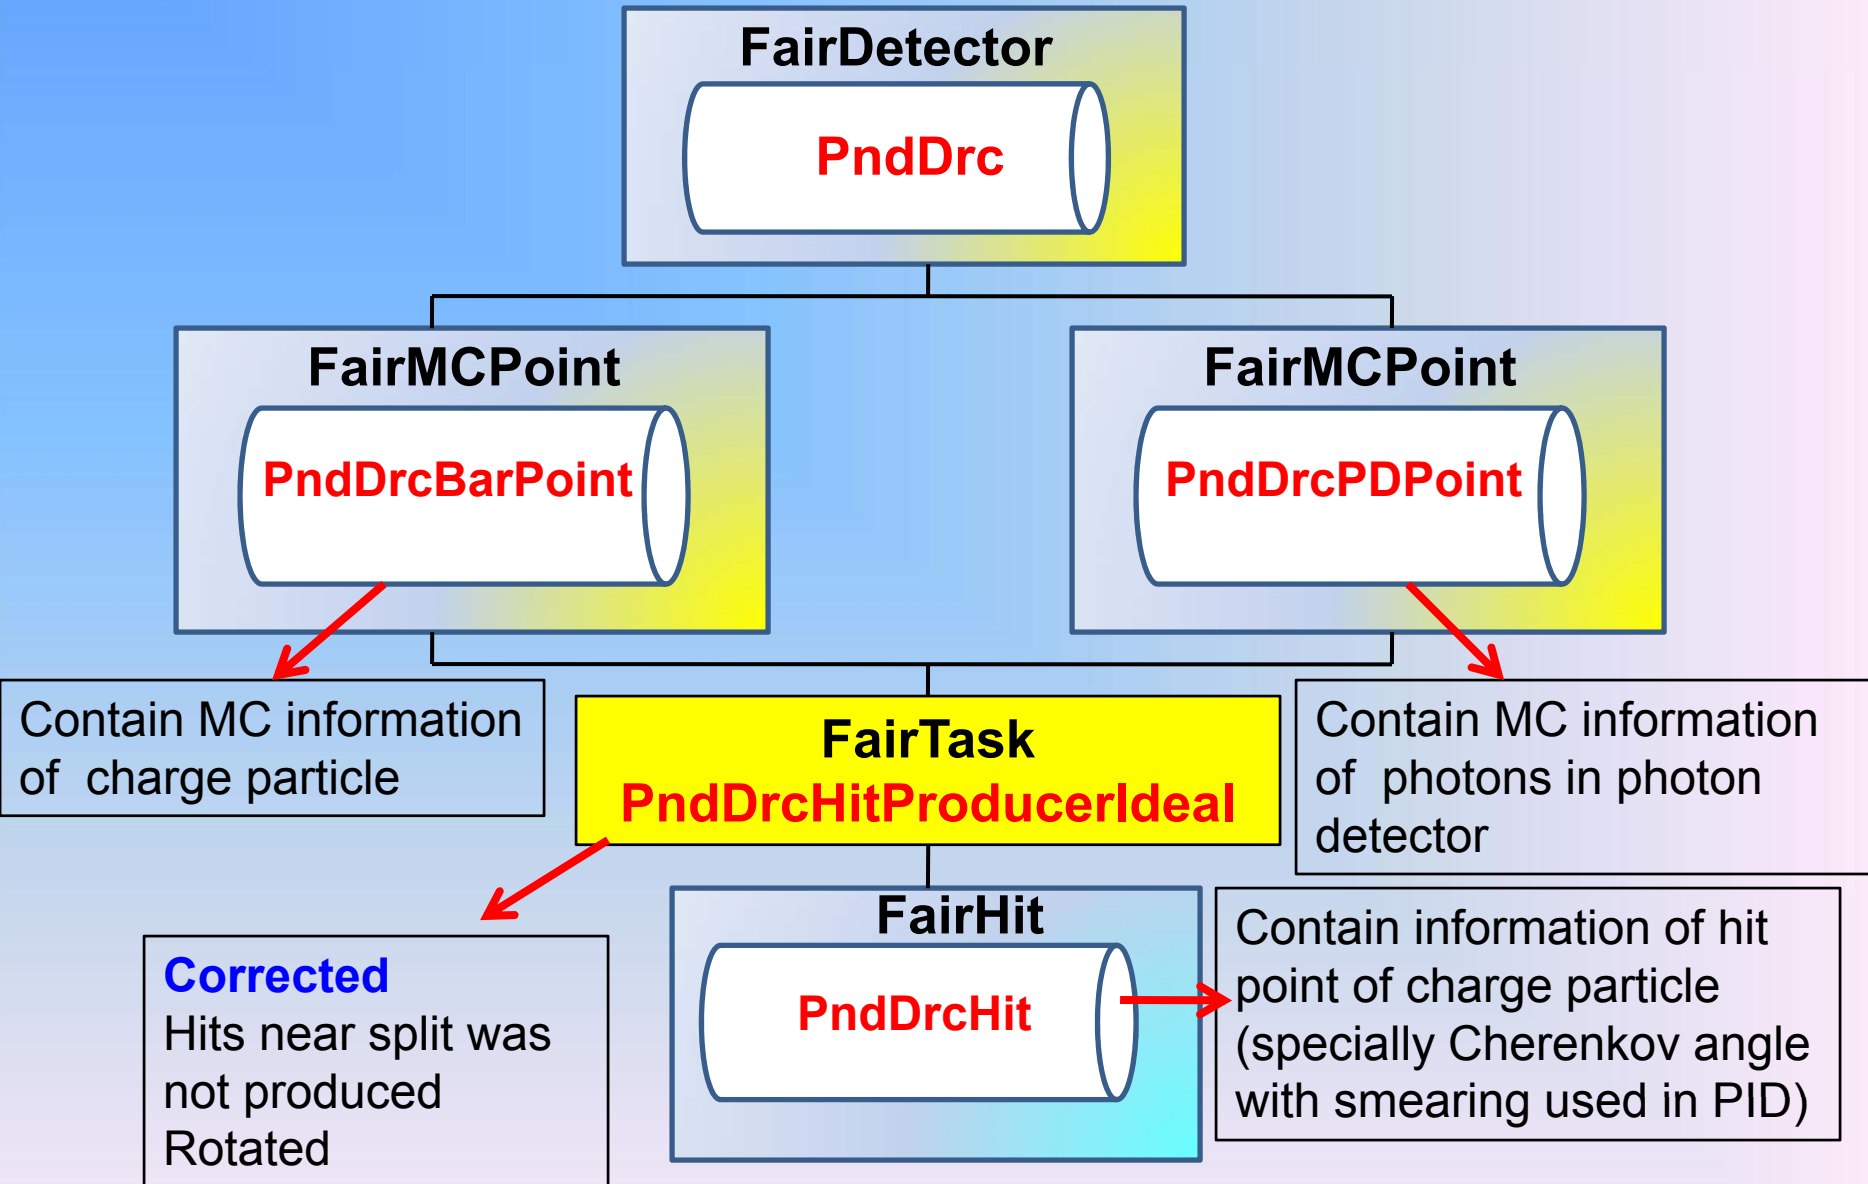 FairDetector
PndDrc
FairMCPoint
PndDrcBarPoint
FairMCPoint
PndDrcPDPoint
Contain MC information
of charge particle
FairTask
PndDrcHitProducerIdeal
Contain MC information
of photons in photon
detector
Corrected
Hits near split was
not produced
Rotated
FairHit
PndDrcHit
Contain information of hit
point of charge particle
(specially Cherenkov angle
with smearing used in PID)